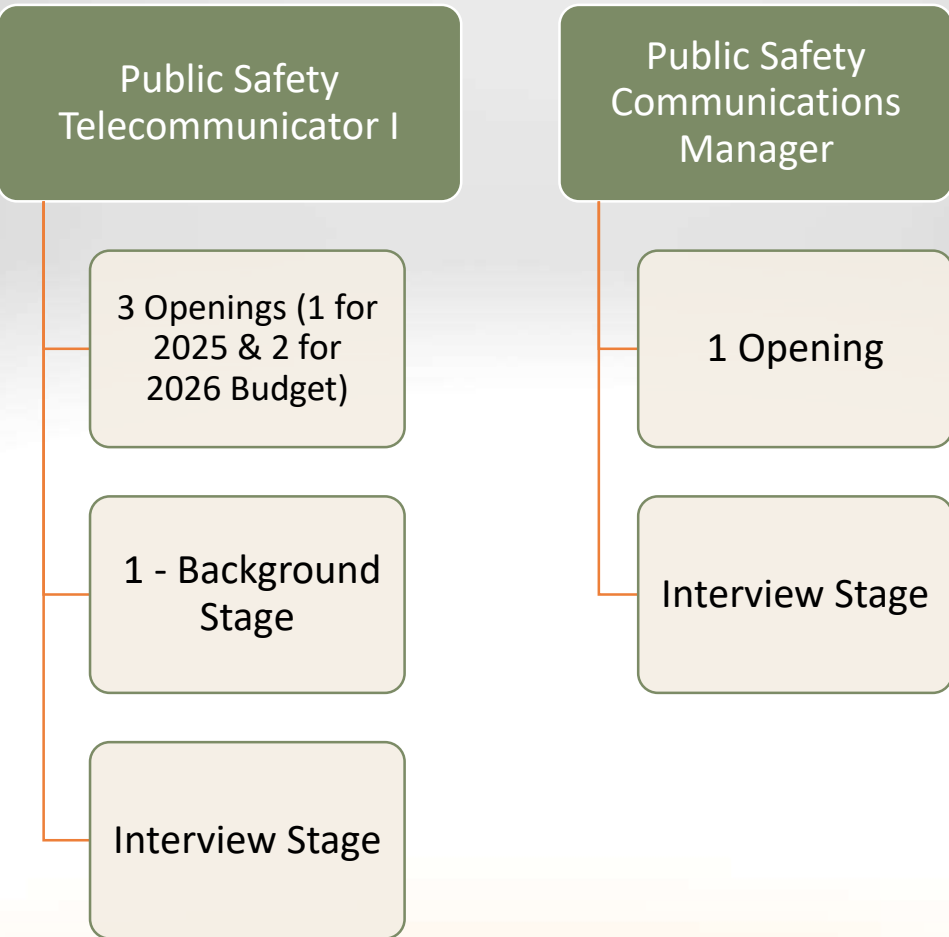 Public Safety
Telecommunicator I
3 Openings (1 for
2025 & 2 for
2026 Budget)
1 - Background
Stage
Interview Stage
Public Safety
Communications
Manager
1 Opening
Interview Stage